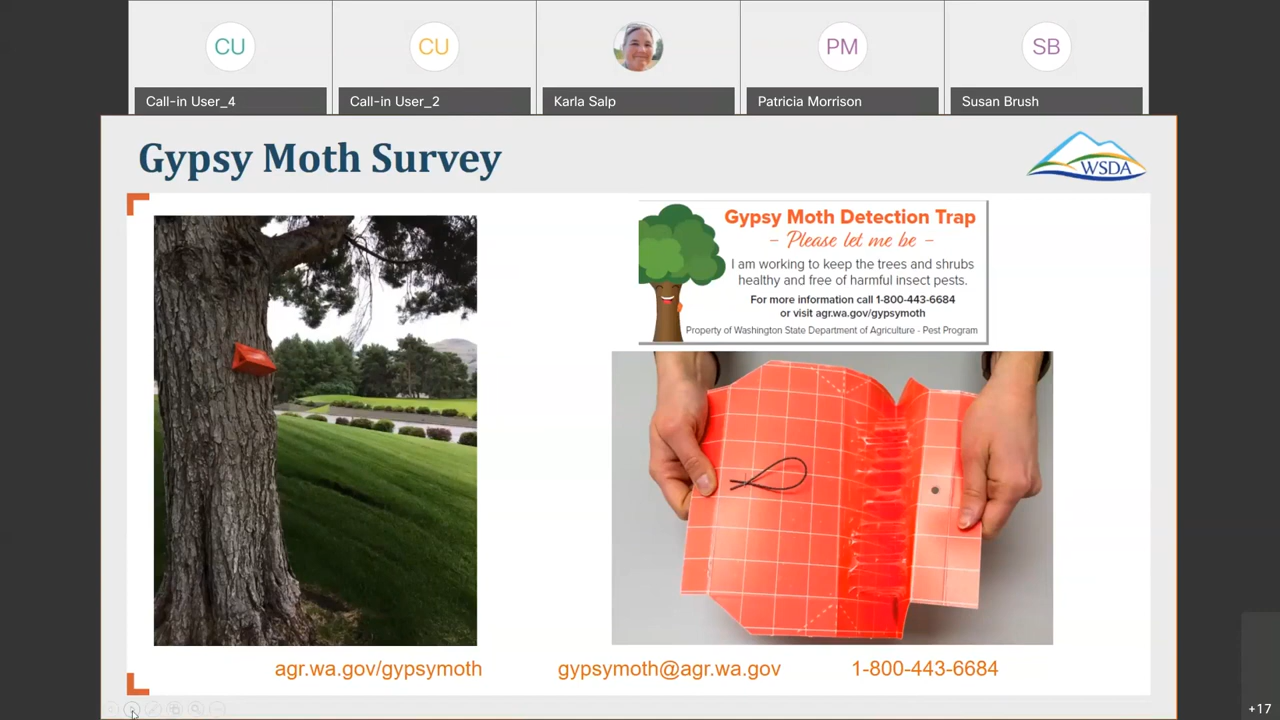 CU
CU
PM
SB
Call-in User_4
Call-in User_2
Karla Salp
Patricia Morrison
Susan Brush
Gypsy Moth Survey
WSDA
Gypsy Moth Detection Trap
– Please let me be –
I am working to keep the trees and shrubs
healthy and free of harmful insect pests.
For more information call 1-800-443-6684
or visit agr.wa.gov/gypsymoth
Property of Washington State Department of Agriculture - Pest Program
agr.wa.gov/gypsymoth
gypsymoth@agr.wa.gov
1-800-443-6684
+17